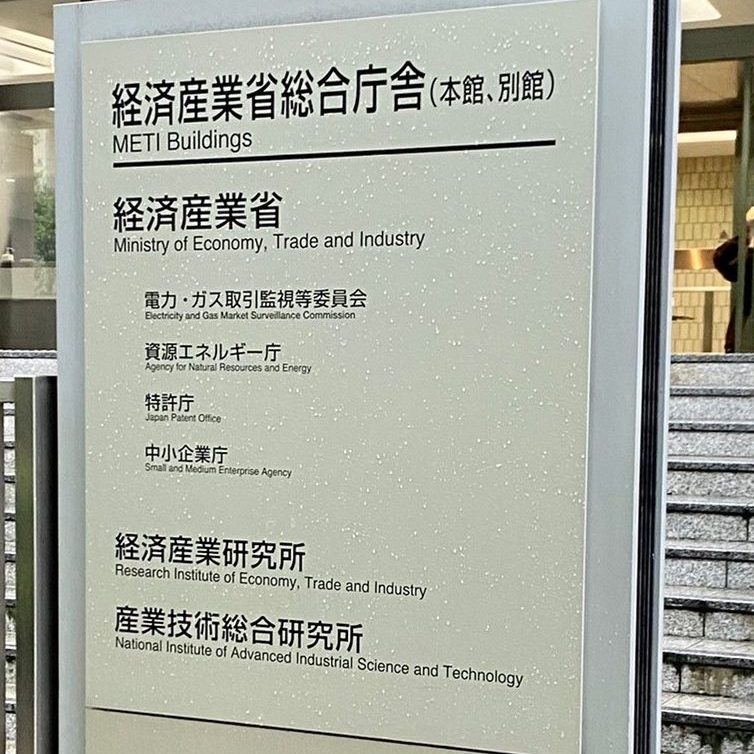 経済産業省総合庁舎(本館、別館)
METI Buildings
経済産業省
Ministry of Economy, Trade and Industry
電力・ガス取引監視等委員会
Electricity and Gas Market Surveillance Commission
資源エネルギー庁
Agency for Natural Resources and Energy
特許庁
Japan Patent Office
中小企業庁
Small and Medium Enterprise Agency
経済産業研究所
Research Institute of Economy, Trade and Industry
産業技術総合研究所
National Institute of Advanced Industrial Science and Technology